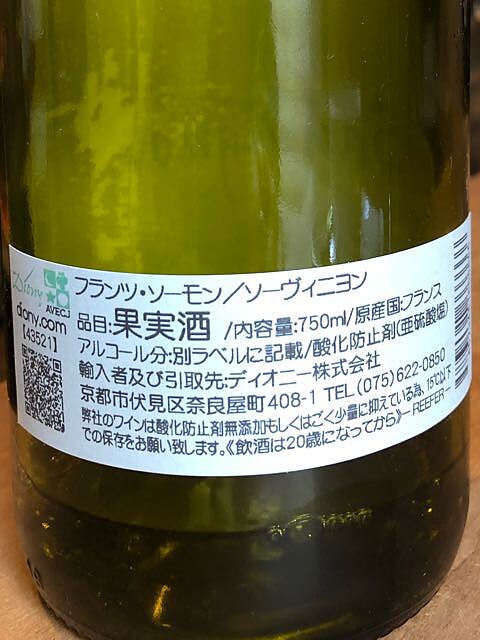 Diony
AVECJ
diony.com
[43521]
フランツ・ソーモン/ソーヴィニヨン
品目:果実酒 /内容量:750ml/原産国:フランス
アルコール分:別ラベルに記載/酸化防止剤(亜硫酸塩)
輸入者及び引取先:ディオニー株式会社
京都市伏見区奈良屋町408-1 TEL(075)622-0850
弊社のワインは酸化防止剤無添加もしくはごく少量に抑えている為、15℃以下
での保存をお願い致します。《飲酒は20歳になってから》-REEFER-